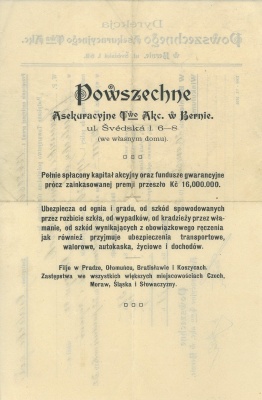 Powszechne
Asekuracyjne Two Akc. w Bernie.
ul. Švédská l. 6–8
(we własnym domu).
Pełnie spłacony kapitał akcyjny oraz fundusze gwarancyjne
prócz zainkasowanej premji przeszło Kč 16,000.000.
Ubezpiecza od ognia i gradu, od szkód spowodowanych
przez rozbicie szkła, od wypadków, od kradzieży przez wła-
manie, od szkód wynikających z obowiązkowego ręczenia
jak również przyjmuje ubezpieczenia transportowe,
walorowe, autokaska, życiowe i dochodów.
Filje w Pradze, Ołomuńcu, Bratisławie i Koszycach.
Zastępstwa we wszystkich większych miejscowościach Czech,
Moraw, Śląska i Słowaczyzny.